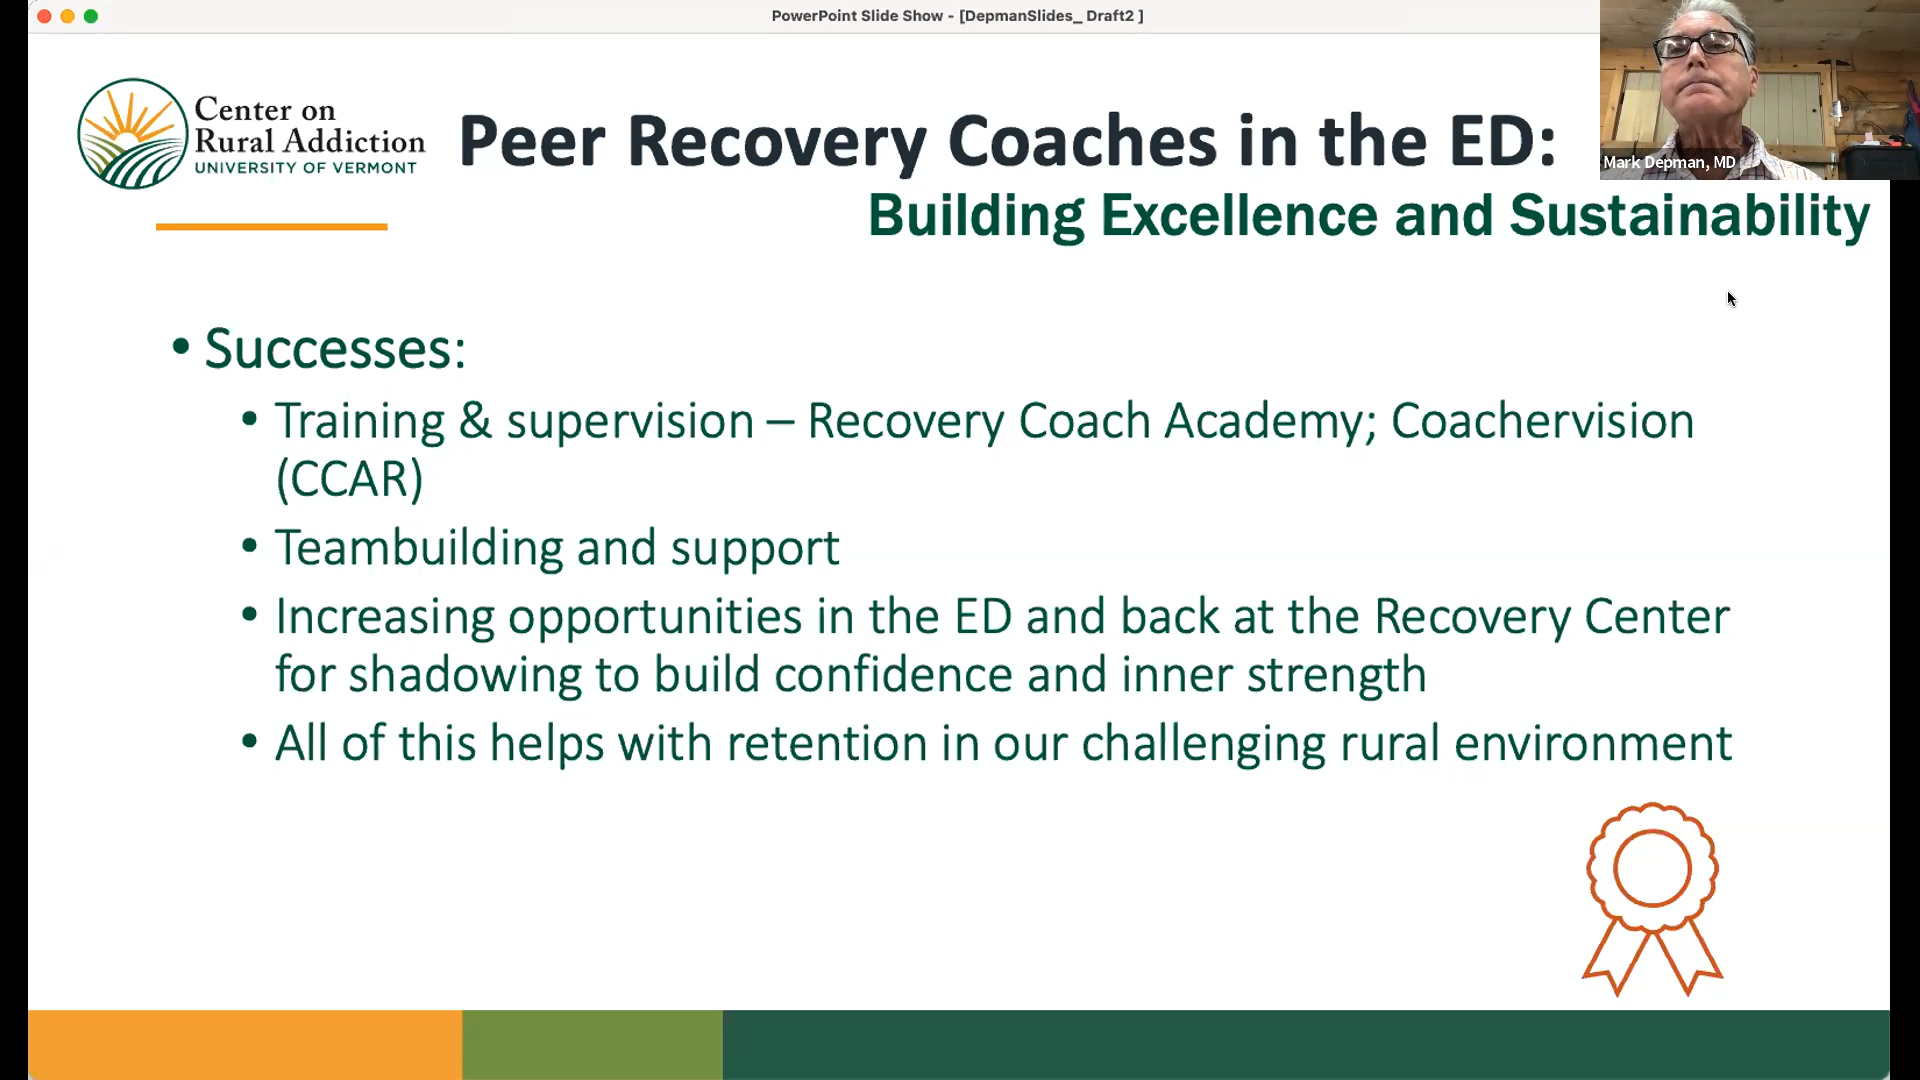 PowerPoint Slide Show - [DepmanSlides_ Draft2 ]
Center on
Rural Addiction
UNIVERSITY OF VERMONT
Peer Recovery Coaches in the ED:
Building Excellence and Sustainability
Mark Depman, MD
• Successes:
• Training & supervision – Recovery Coach Academy; Coachervision
(CCAR)
• Teambuilding and support
• Increasing opportunities in the ED and back at the Recovery Center
for shadowing to build confidence and inner strength
• All of this helps with retention in our challenging rural environment